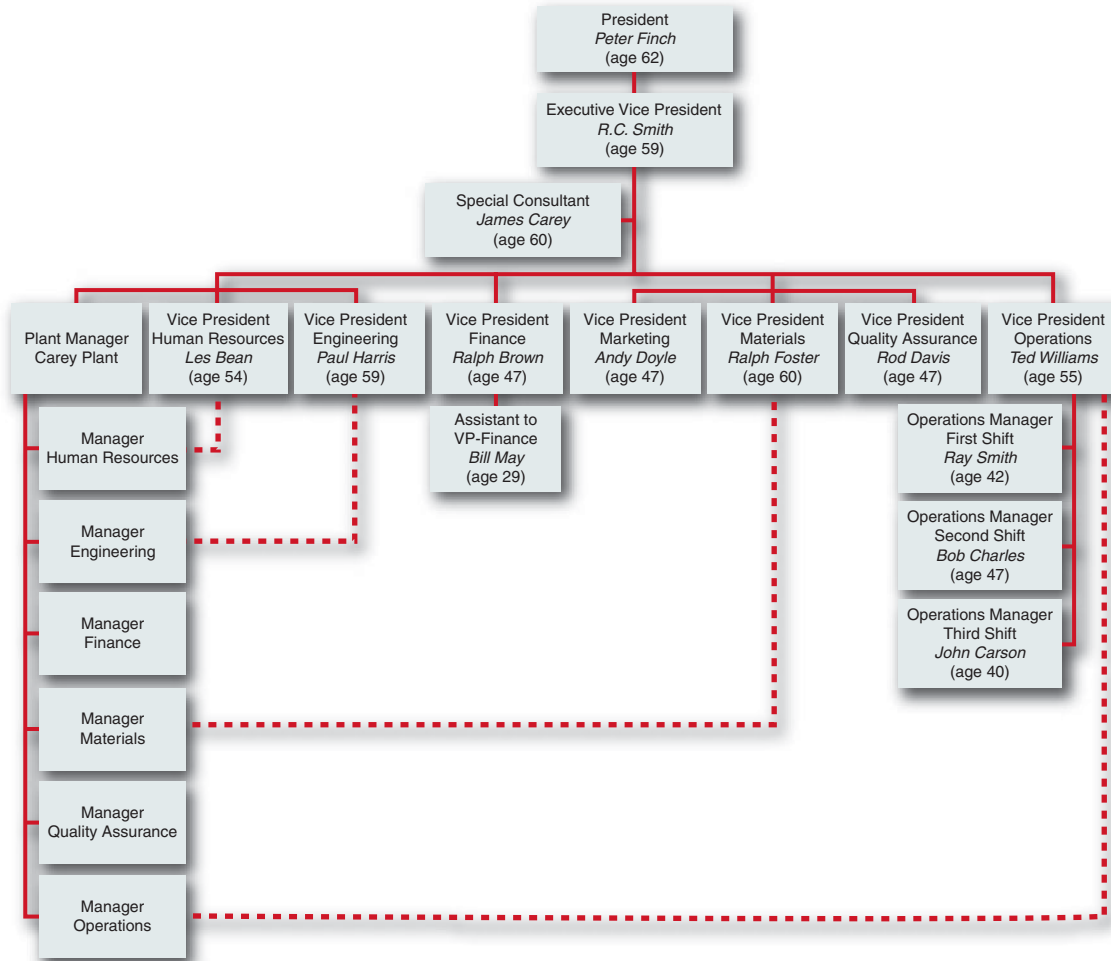 President
Peter Finch
(age 62)
Executive Vice President
R.C. Smith
(age 59)
Special Consultant
James Carey
(age 60)
Plant Manager
Carey Plant
Vice President
Human Resources
Les Bean
(age 54)
Vice President
Engineering
Paul Harris
(age 59)
Vice President
Finance
Ralph Brown
(age 47)
Vice President
Marketing
Andy Doyle
(age 47)
Vice President
Materials
Ralph Foster
(age 60)
Vice President
Quality Assurance
Rod Davis
(age 47)
Vice President
Operations
Ted Williams
(age 55)
Manager
Human Resources
Manager
Engineering
Manager
Finance
Manager
Materials
Manager
Quality Assurance
Manager
Operations
Assistant to
VP-Finance
Bill May
(age 29)
Operations Manager
First Shift
Ray Smith
(age 42)
Operations Manager
Second Shift
Bob Charles
(age 47)
Operations Manager
Third Shift
John Carson
(age 40)